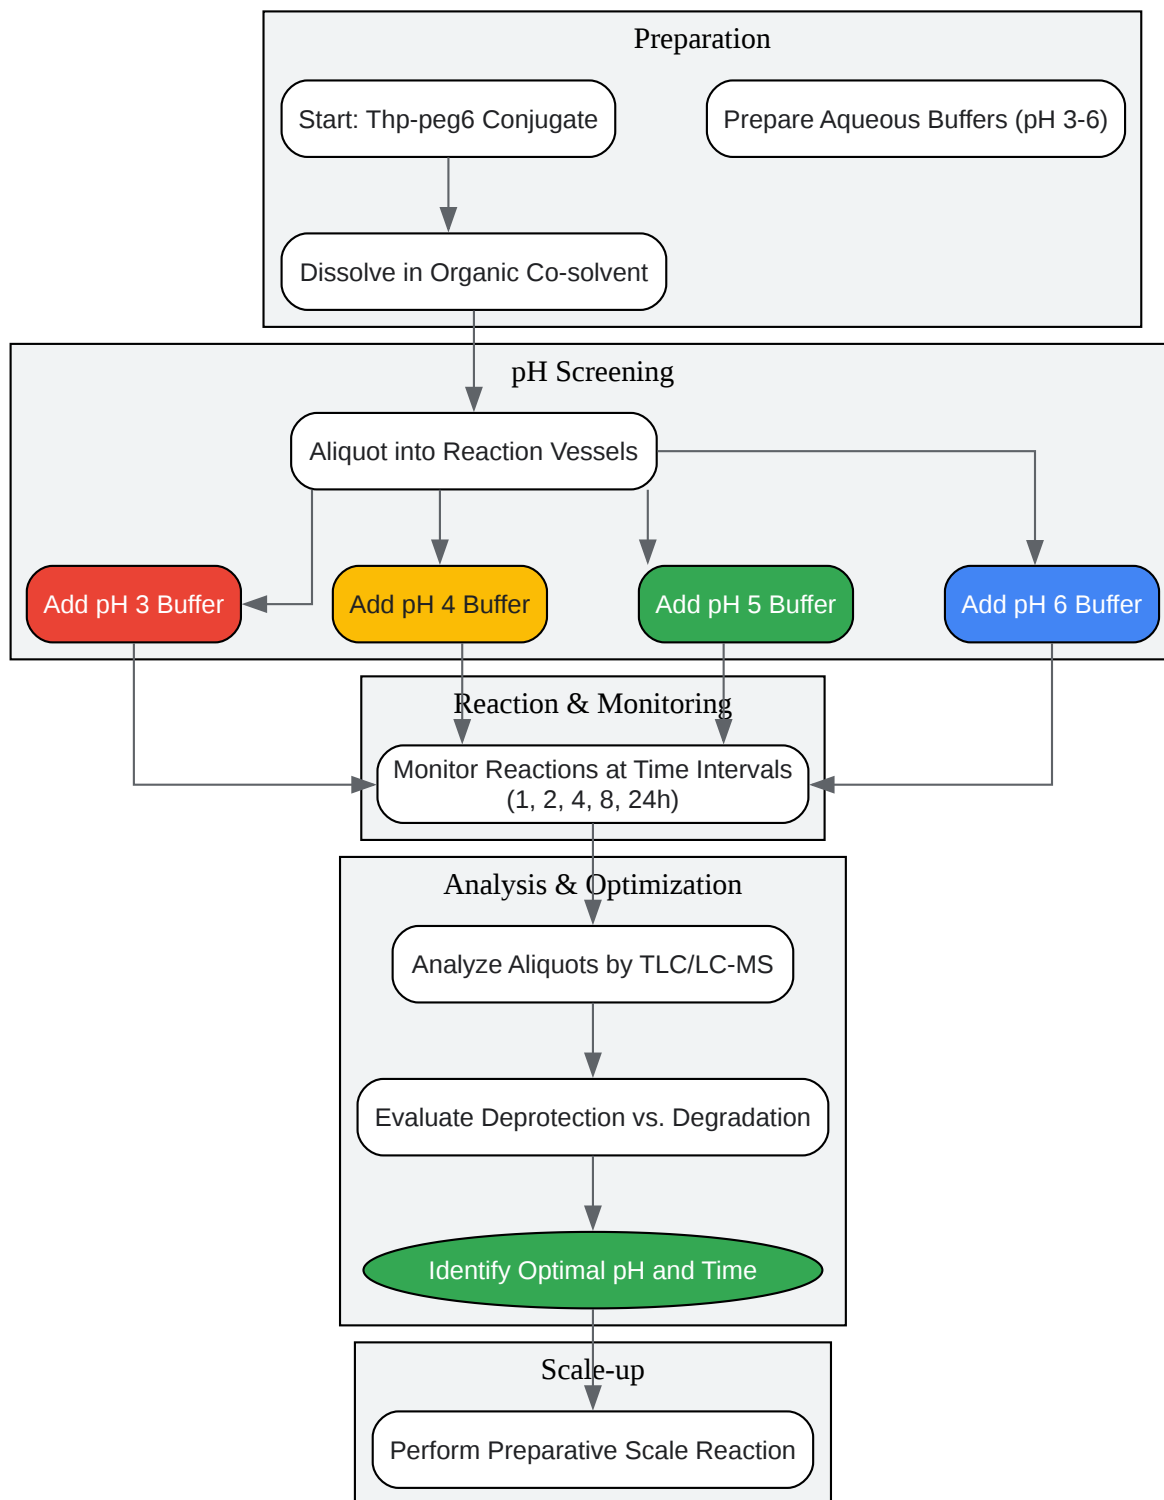 Preparation
Start: Thp-peg6 Conjugate
Prepare Aqueous Buffers (pH 3-6)
Dissolve in Organic Co-solvent
pH Screening
Aliquot into Reaction Vessels
Add pH 3 Buffer
Add pH 4 Buffer
Add pH 5 Buffer
Add pH 6 Buffer
Reaction & Monitoring
Monitor Reactions at Time Intervals
(1, 2, 4, 8, 24h)
Analysis & Optimization
Analyze Aliquots by TLC/LC-MS
Evaluate Deprotection vs. Degradation
Identify Optimal pH and Time
Scale-up
Perform Preparative Scale Reaction